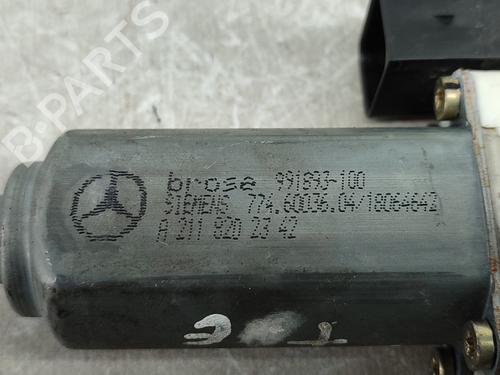 B-PARTS
brose 991893-100
SIEMENS 774.60036.04/18064642
A 211 820 23 42